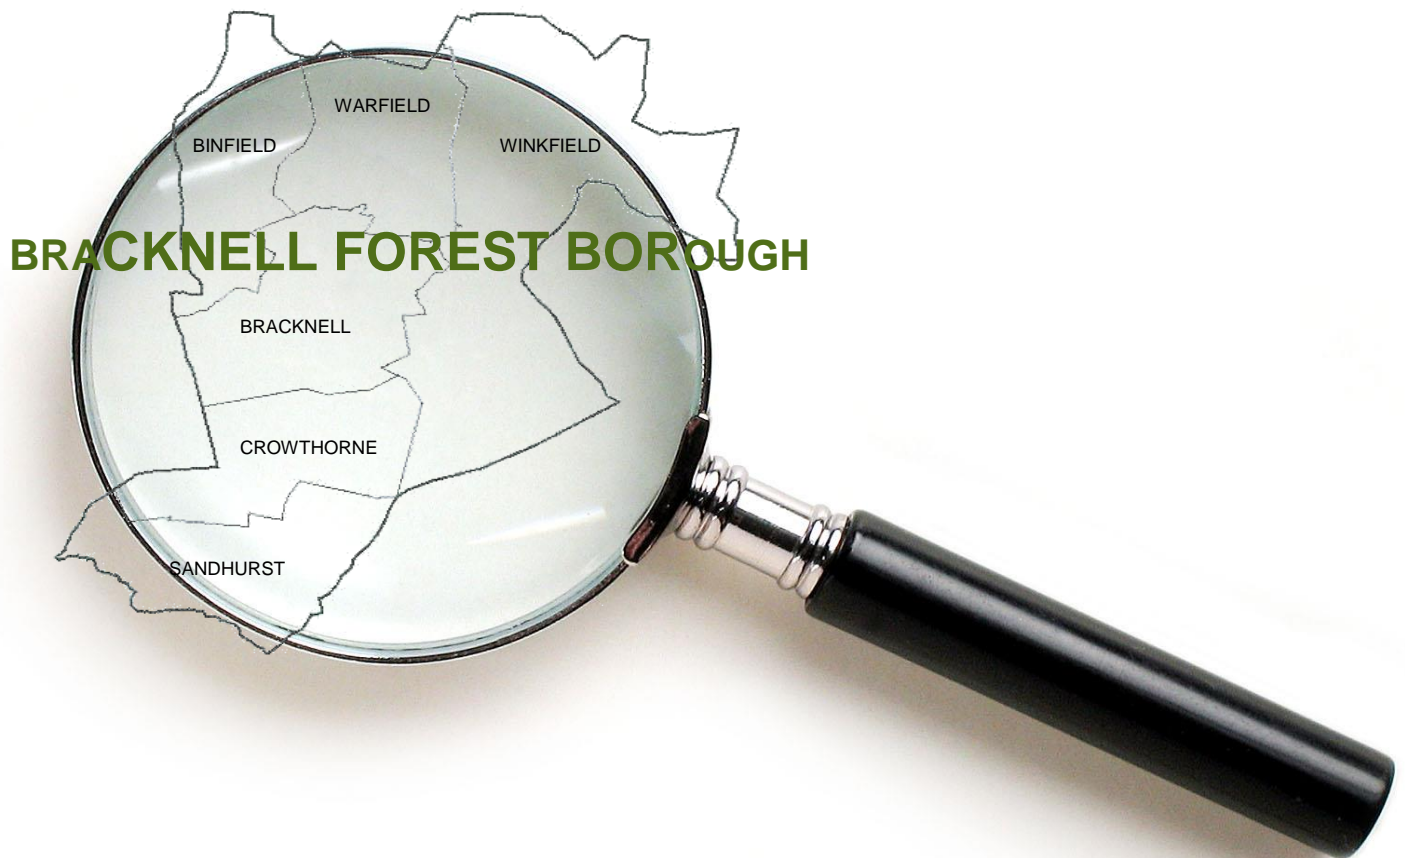 WARFIELD
BINFIELD
WINKFIELD
BRACKNELL FOREST BOROUGH
BRACKNELL
CROWTHORNE
SANDHURST